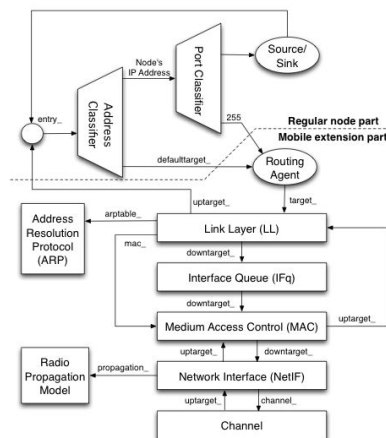 Node's
IP Address
Source/
Sink
Port Classifier
Address
Classifier
entry_
255
Regular node part
Mobile extension part
defaulttarget_
Routing
Agent
uptarget_
target_
arptable_
Address
Resolution
Protocol
(ARP)
Link Layer (LL)
mac_
downtarget_
Interface Queue (IFq)
downtarget_
Medium Access Control (MAC)
uptarget_
uptarget_
downtarget_
Radio
Propagation
Model
propagation_
Network Interface (NetIF)
uptarget_
channel_
Channel